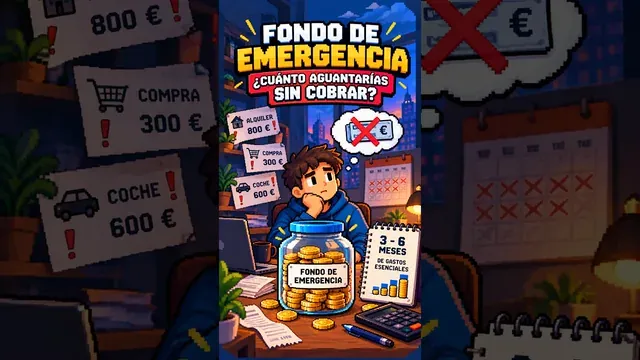 FONDO DE
EMERGENCIA
¿CUÁNTO AGUANTARÍAS
SIN COBRAR?
800 €
COMPRA
300 €
COCHE
600 €
ALQUILER
800 €
COMPRA
300 €
COCHE
600 €
€
€
3 - 6
MESES
DE GASTOS
ESENCIALES
FONDO DE
EMERGENCIA